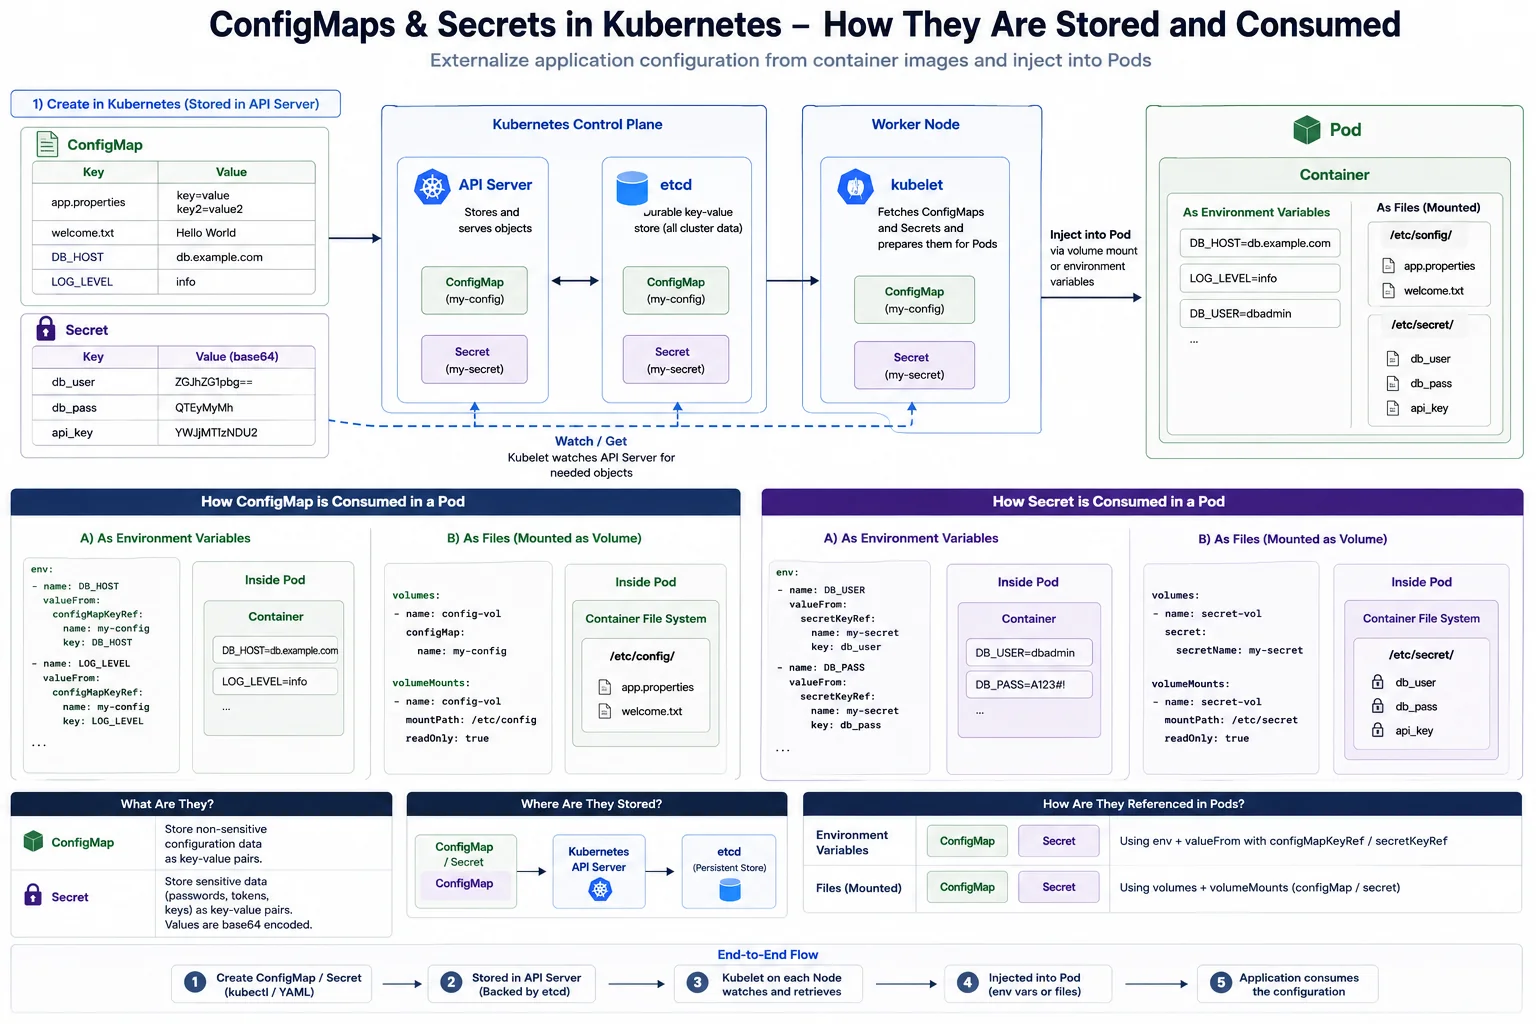 ConfigMaps & Secrets in Kubernetes – How They Are Stored and Consumed
Externalize application configuration from container images and inject into Pods
1) Create in Kubernetes (Stored in API Server)
ConfigMap
Key Value
app.properties key=value
key2=value2
welcome.txt Hello World
DB_HOST db.example.com
LOG_LEVEL info
Secret
Key Value (base64)
db_user ZGJhZG1pbg==
db_pass QTEyMyMh
api_key YWJjMTIzNDU2
Kubernetes Control Plane
API Server
Stores and
serves objects
ConfigMap
(my-config)
Secret
(my-secret)
etcd
Durable key-value
store (all cluster data)
ConfigMap
(my-config)
Secret
(my-secret)
Worker Node
kubelet
Fetches ConfigMaps
and Secrets and
prepares them for Pods
ConfigMap
(my-config)
Secret
(my-secret)
Watch / Get
Kubelet watches API Server for
needed objects
Inject into Pod
via volume mount
or environment
variables
Pod
Container
As Environment Variables
DB_HOST=db.example.com
LOG_LEVEL=info
DB_USER=dbadmin
...
As Files (Mounted)
/etc/config/
app.properties
welcome.txt
/etc/secret/
db_user
db_pass
api_key
How ConfigMap is Consumed in a Pod
A) As Environment Variables
env:
- name: DB_HOST
valueFrom:
configMapKeyRef:
name: my-config
key: DB_HOST
- name: LOG_LEVEL
valueFrom:
configMapKeyRef:
name: my-config
key: LOG_LEVEL
...
Inside Pod
Container
DB_HOST=db.example.com
LOG_LEVEL=info
...
B) As Files (Mounted as Volume)
volumes:
- name: config-vol
configMap:
name: my-config
volumeMounts:
- name: config-vol
mountPath: /etc/config
readOnly: true
Inside Pod
Container File System
/etc/config/
app.properties
welcome.txt
How Secret is Consumed in a Pod
A) As Environment Variables
env:
- name: DB_USER
valueFrom:
secretKeyRef:
name: my-secret
key: db_user
- name: DB_PASS
valueFrom:
secretKeyRef:
name: my-secret
key: db_pass
...
Inside Pod
Container
DB_USER=dbadmin
DB_PASS=A123#!
...
B) As Files (Mounted as Volume)
volumes:
- name: secret-vol
secret:
secretName: my-secret
volumeMounts:
- name: secret-vol
mountPath: /etc/secret
readOnly: true
Inside Pod
Container File System
/etc/secret/
db_user
db_pass
api_key
What Are They?
ConfigMap
Store non-sensitive
configuration data
as key-value pairs.
Secret
Store sensitive data
(passwords, tokens,
keys) as key-value pairs.
Values are base64 encoded.
Where Are They Stored?
ConfigMap
/ Secret
ConfigMap
Kubernetes
API Server
etcd
(Persistent Store)
How Are They Referenced in Pods?
Environment
Variables
ConfigMap
Secret
Using env + valueFrom with configMapKeyRef / secretKeyRef
Files (Mounted)
ConfigMap
Secret
Using volumes + volumeMounts (configMap / secret)
End-to-End Flow
1 Create ConfigMap / Secret
(kubectl / YAML)
2 Stored in API Server
(Backed by etcd)
3 Kubelet on each Node
watches and retrieves
4 Injected into Pod
(env vars or files)
5 Application consumes
the configuration